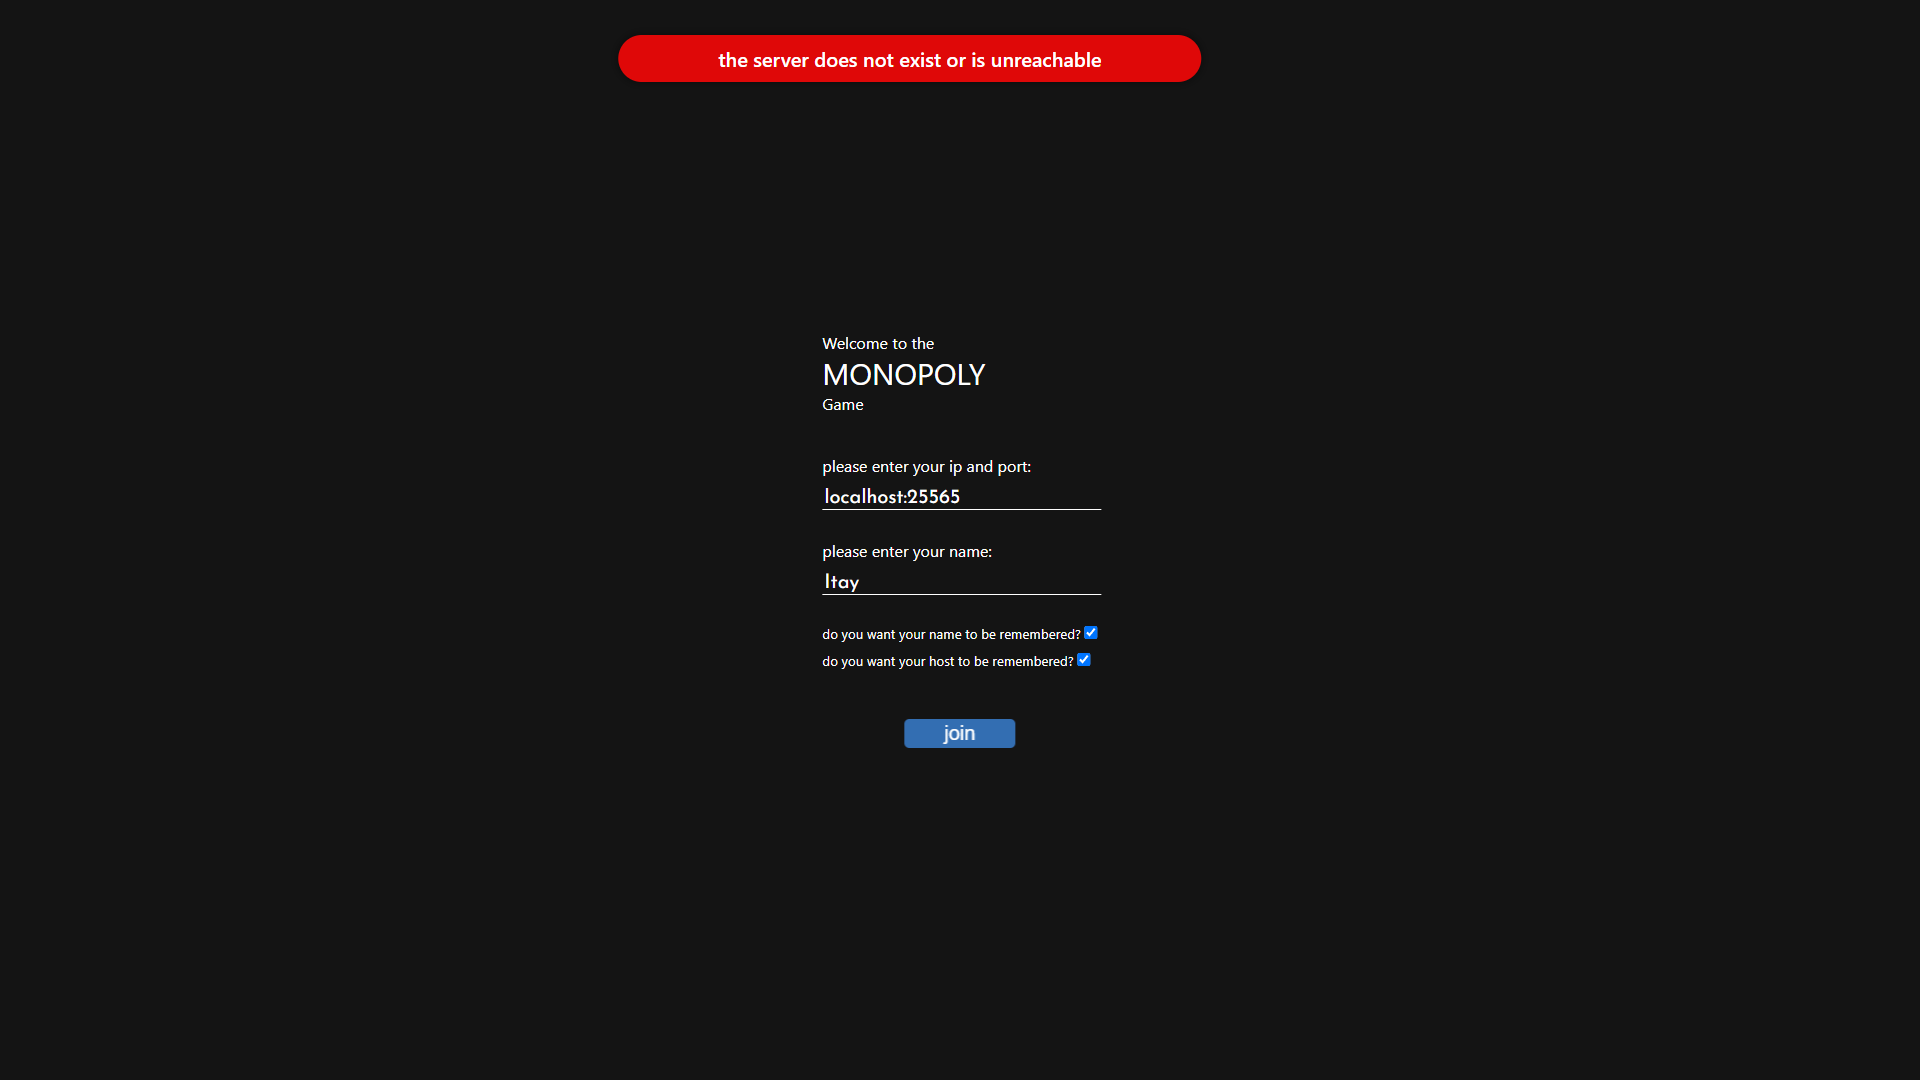 the server does not exist or is unreachable
Welcome to the
MONOPOLY
Game
please enter your ip and port:
localhost:25565
please enter your name:
Itay
do you want your name to be remembered?
do you want your host to be remembered?
join